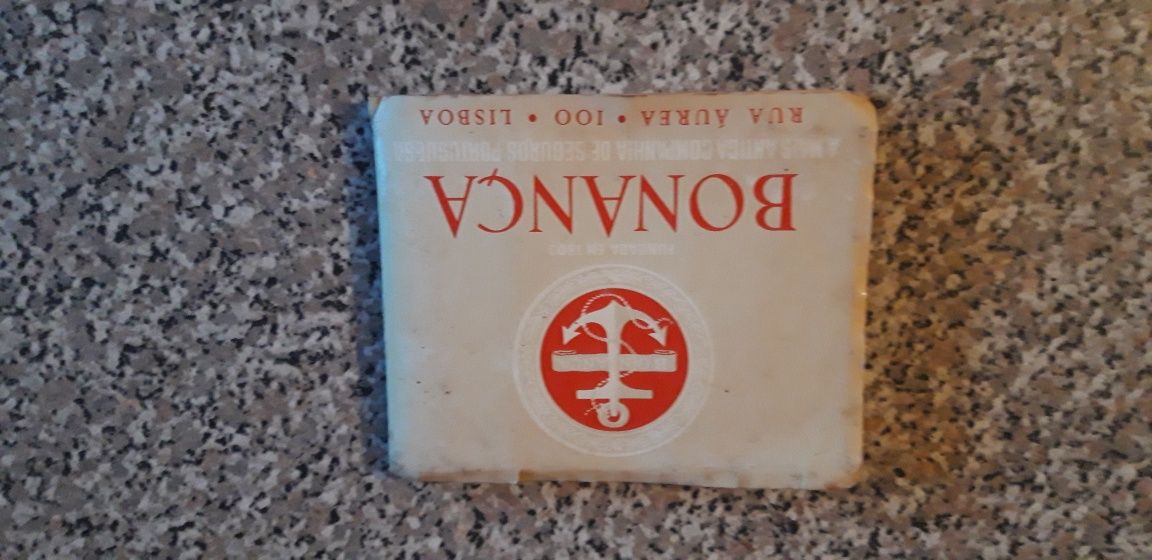 FUNDADA EM 1808
BONANÇA
A MAIS ANTIGA COMPANHIA DE SEGUROS PORTUGUESA
RUA ÁUREA • 100 • LISBOA